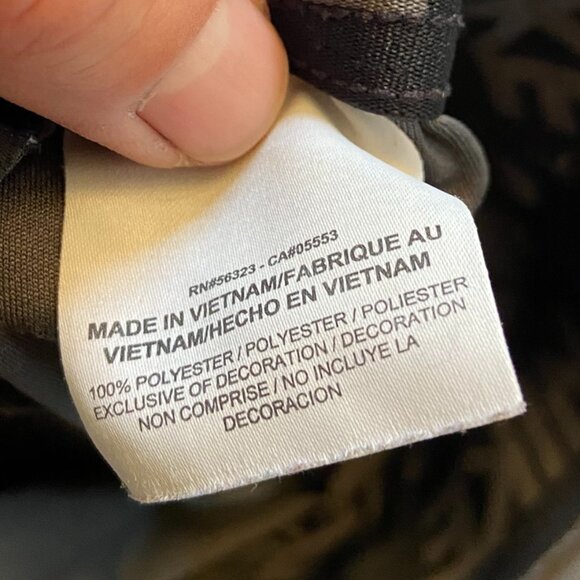 RN#56323 - CA#05553
MADE IN VIETNAM/FABRIQUE AU
VIETNAM/HECHO EN VIETNAM
100% POLYESTER / POLYESTER / POLIESTER
EXCLUSIVE OF DECORATION / DECORATION
NON COMPRISE / NO INCLUYE LA
DECORACION